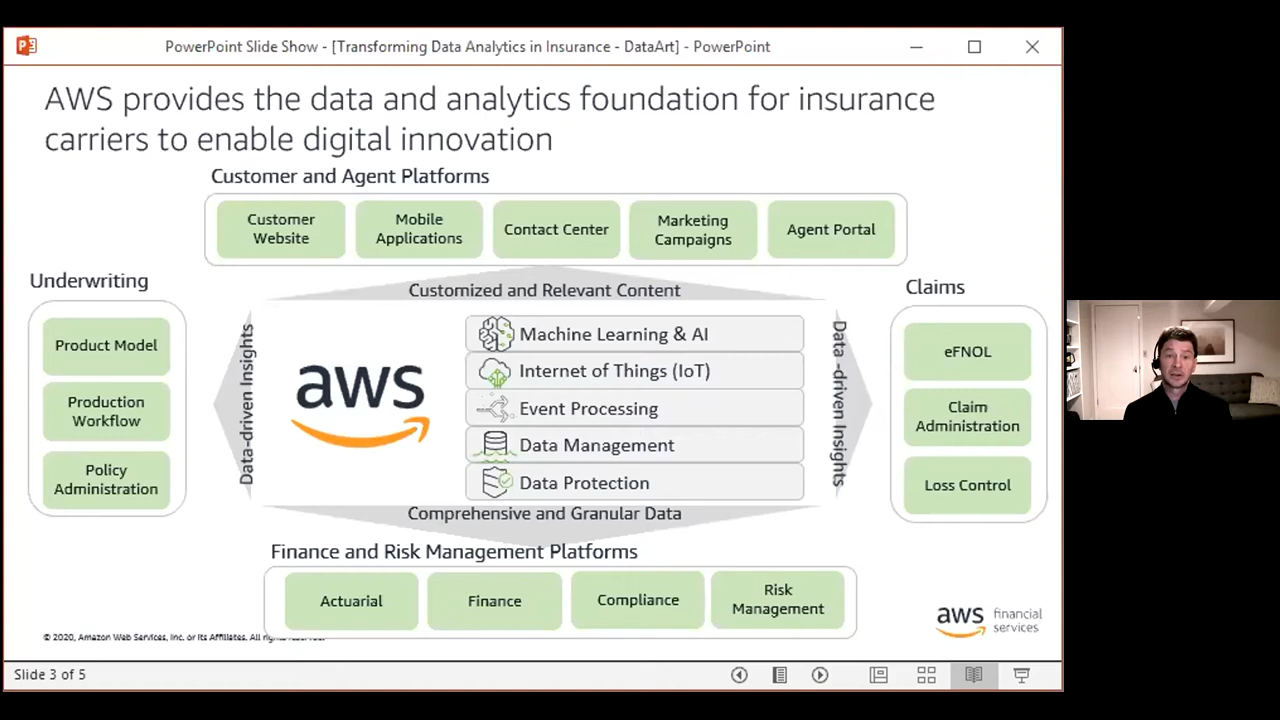 PowerPoint Slide Show - [Transforming Data Analytics in Insurance - DataArt] - PowerPoint
AWS provides the data and analytics foundation for insurance
carriers to enable digital innovation
Customer and Agent Platforms
Customer
Website
Mobile
Applications
Contact Center
Marketing
Campaigns
Agent Portal
Underwriting
Product Model
Production
Workflow
Policy
Administration
Customized and Relevant Content
Data-driven Insights
aws
Machine Learning & AI
Internet of Things (IoT)
Event Processing
Data Management
Data Protection
Data -driven Insights
Comprehensive and Granular Data
Claims
eFNOL
Claim
Administration
Loss Control
Finance and Risk Management Platforms
Actuarial
Finance
Compliance
Risk
Management
© 2020, Amazon Web Services, Inc. or its Affiliates. All
aws financial
services
Slide 3 of 5